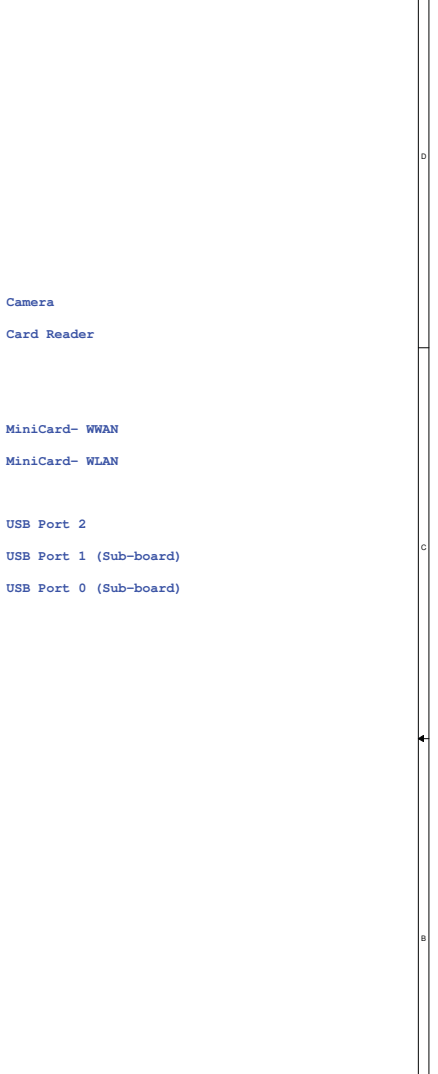 D
Camera
Card Reader
MiniCard- WWAN
MiniCard- WLAN
USB Port 2
USB Port 1 (Sub-board)
C
USB Port 0 (Sub-board)
B